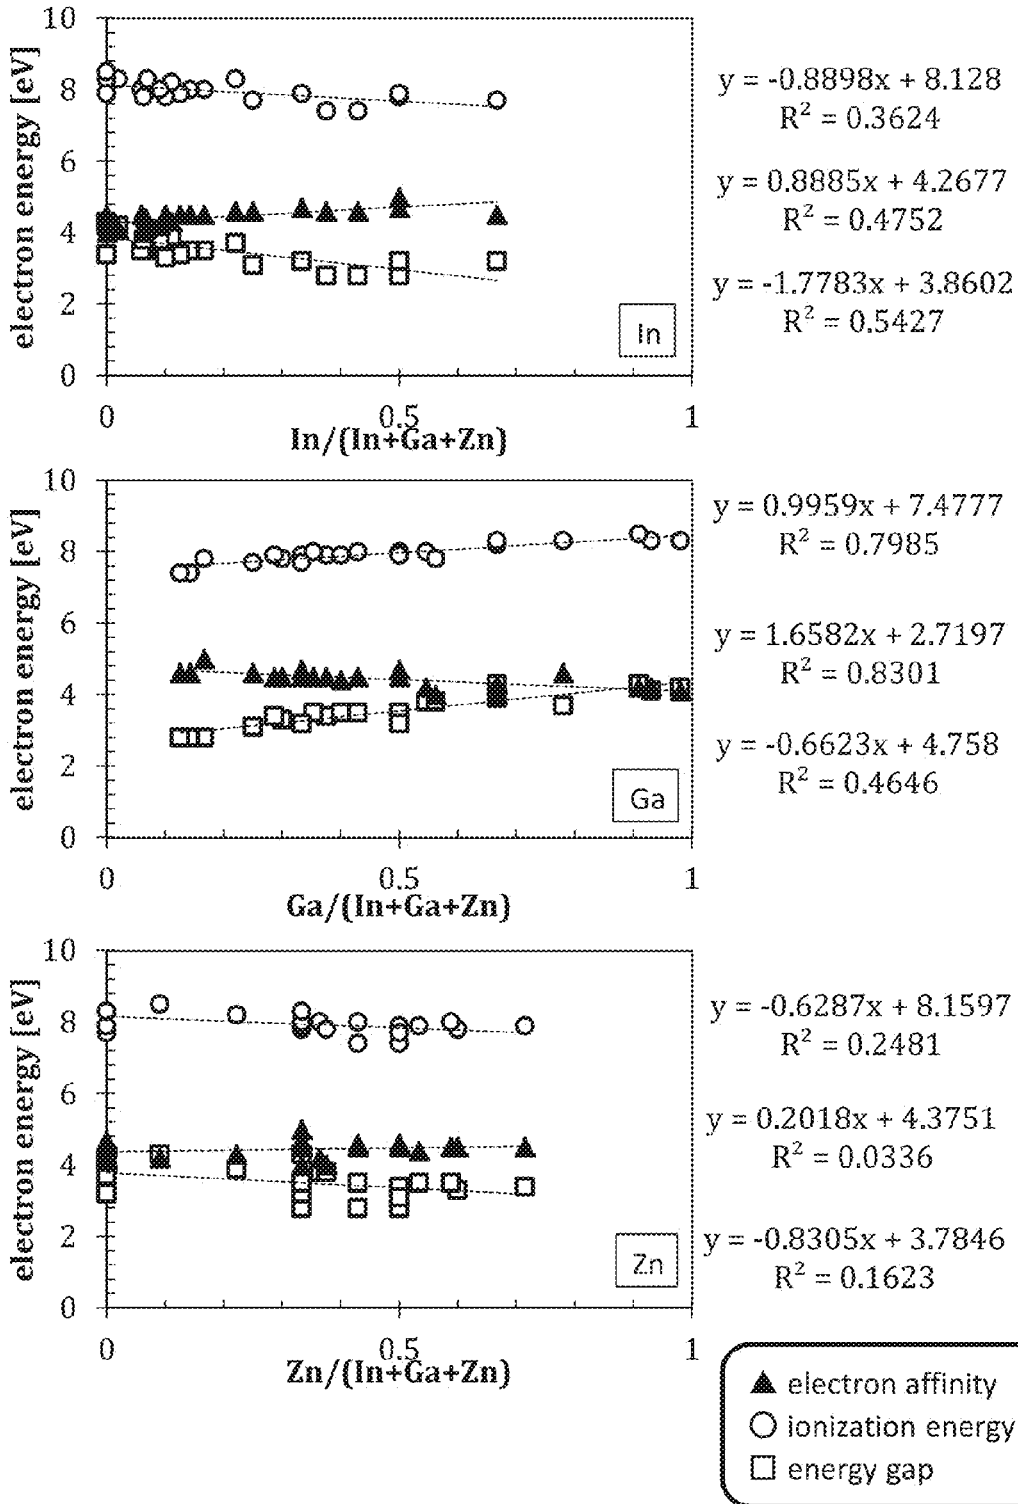 electron energy [eV]
10
8
6
4
2
0
0
0.5
1
In/(In+Ga+Zn)
In
y = -0.8898x + 8.128
R² = 0.3624
y = 0.8885x + 4.2677
R² = 0.4752
y = -1.7783x + 3.8602
R² = 0.5427
electron energy [eV]
10
8
6
4
2
0
0
0.5
1
Ga/(In+Ga+Zn)
Ga
y = 0.9959x + 7.4777
R² = 0.7985
y = 1.6582x + 2.7197
R² = 0.8301
y = -0.6623x + 4.758
R² = 0.4646
electron energy [eV]
10
8
6
4
2
0
0
0.5
1
Zn/(In+Ga+Zn)
Zn
y = -0.6287x + 8.1597
R² = 0.2481
y = 0.2018x + 4.3751
R² = 0.0336
y = -0.8305x + 3.7846
R² = 0.1623
electron affinity
ionization energy
energy gap